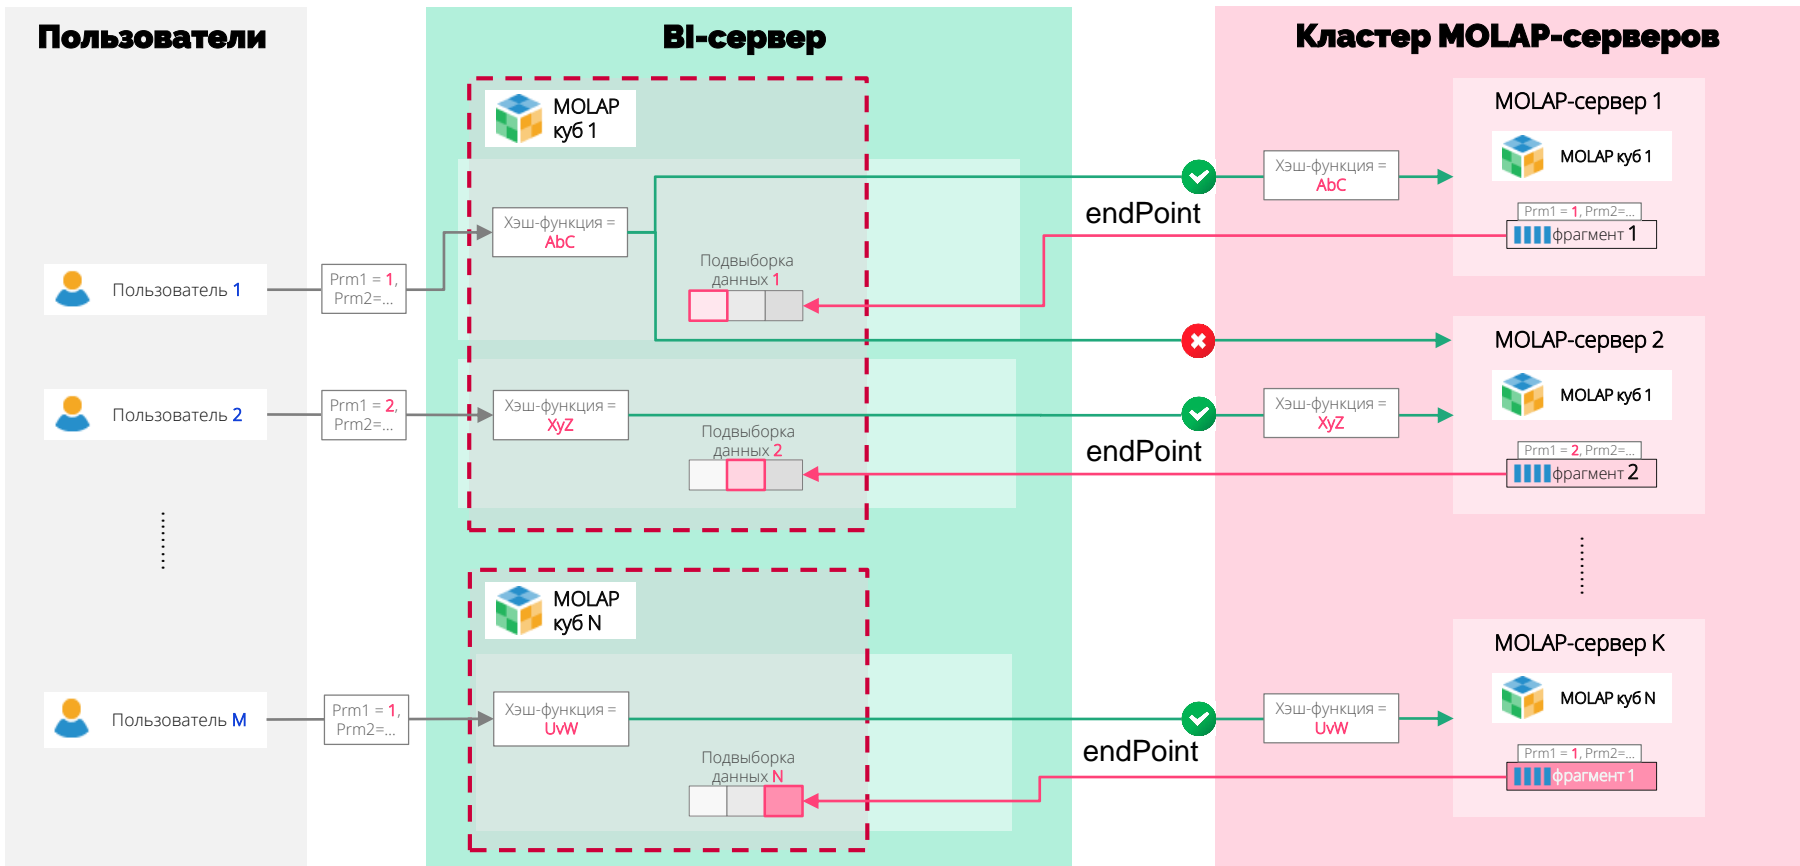 Пользователи
BI-сервер
Кластер MOLAP-серверов
MOLAP
куб 1
MOLAP-сервер 1
MOLAP куб 1
Хэш-функция =
AbC
endPoint
Хэш-функция =
AbC
Prm1 = 1, Prm2=...
фрагмент 1
Подвыборка
данных 1
Пользователь 1
Prm1 = 1,
Prm2=...
MOLAP-сервер 2
MOLAP куб 1
Пользователь 2
Prm1 = 2,
Prm2=...
Хэш-функция =
XyZ
Хэш-функция =
XyZ
endPoint
Подвыборка
данных 2
Prm1 = 2, Prm2=...
фрагмент 2
MOLAP
куб N
MOLAP-сервер K
MOLAP куб N
Пользователь M
Prm1 = 1,
Prm2=...
Хэш-функция =
UvW
Хэш-функция =
UvW
endPoint
Подвыборка
данных N
Prm1 = 1, Prm2=...
фрагмент 1